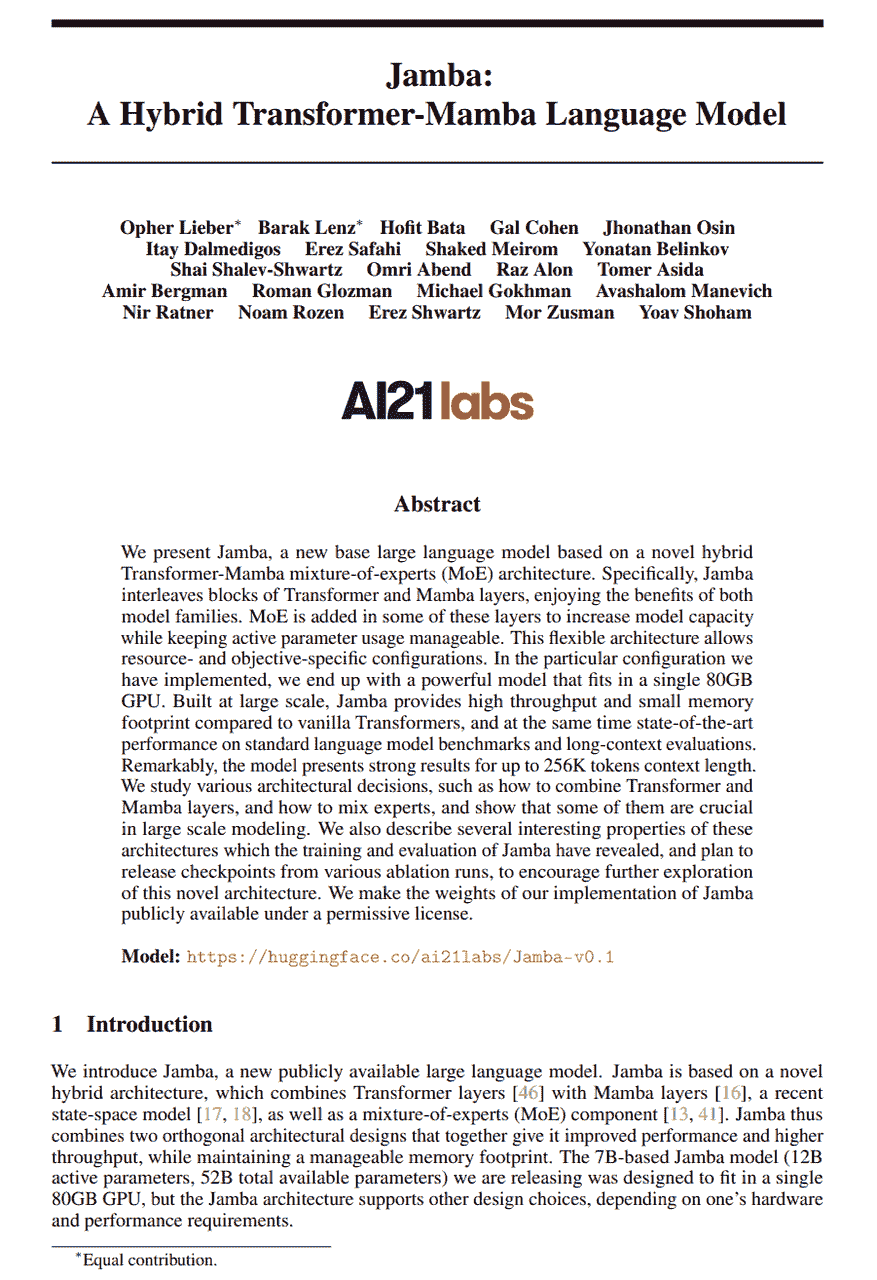 Jamba:
A Hybrid Transformer-Mamba Language Model
Opher Lieber* Barak Lenz* Hofit Bata Gal Cohen Jhonathan Osin
Itay Dalmedigos Erez Safahi Shaked Meirom Yonatan Belinkov
Shai Shalev-Shwartz Omri Abend Raz Alon Tomer Asida
Amir Bergman Roman Glozman Michael Gokhman Avashalom Manevich
Nir Ratner Noam Rozen Erez Shwartz Mor Zusman Yoav Shoham
AI21labs
Abstract
We present Jamba, a new base large language model based on a novel hybrid
Transformer-Mamba mixture-of-experts (MoE) architecture. Specifically, Jamba
interleaves blocks of Transformer and Mamba layers, enjoying the benefits of both
model families. MoE is added in some of these layers to increase model capacity
while keeping active parameter usage manageable. This flexible architecture allows
resource- and objective-specific configurations. In the particular configuration we
have implemented, we end up with a powerful model that fits in a single 80GB
GPU. Built at large scale, Jamba provides high throughput and small memory
footprint compared to vanilla Transformers, and at the same time state-of-the-art
performance on standard language model benchmarks and long-context evaluations.
Remarkably, the model presents strong results for up to 256K tokens context length.
We study various architectural decisions, such as how to combine Transformer and
Mamba layers, and how to mix experts, and show that some of them are crucial
in large scale modeling. We also describe several interesting properties of these
architectures which the training and evaluation of Jamba have revealed, and plan to
release checkpoints from various ablation runs, to encourage further exploration
of this novel architecture. We make the weights of our implementation of Jamba
publicly available under a permissive license.
Model: https://huggingface.co/ai21labs/Jamba-v0.1
1 Introduction
We introduce Jamba, a new publicly available large language model. Jamba is based on a novel
hybrid architecture, which combines Transformer layers [46] with Mamba layers [16], a recent
state-space model [17, 18], as well as a mixture-of-experts (MoE) component [13, 41]. Jamba thus
combines two orthogonal architectural designs that together give it improved performance and higher
throughput, while maintaining a manageable memory footprint. The 7B-based Jamba model (12B
active parameters, 52B total available parameters) we are releasing was designed to fit in a single
80GB GPU, but the Jamba architecture supports other design choices, depending on one's hardware
and performance requirements.
*Equal contribution.